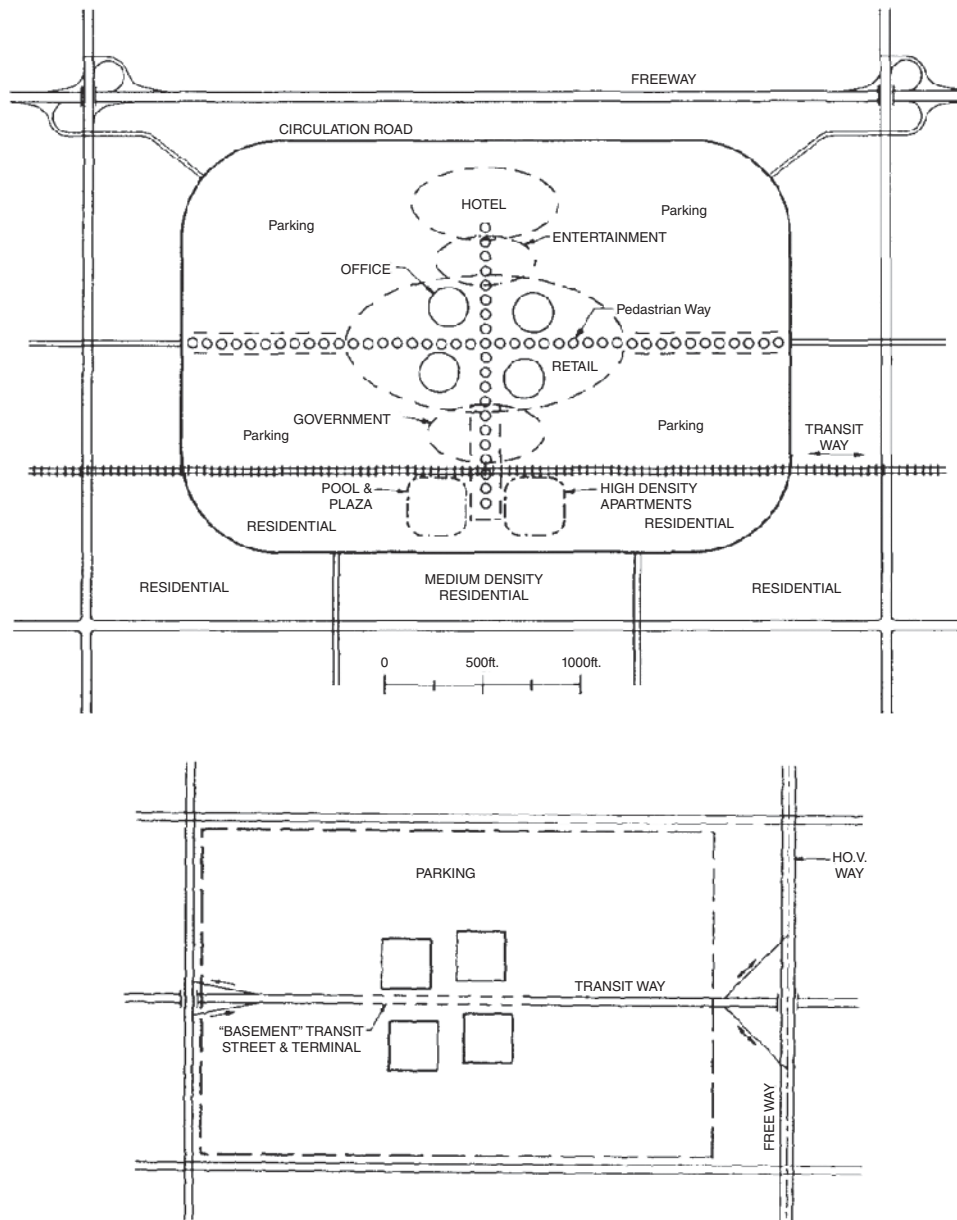 FREEWAY
CIRCULATION ROAD
HOTEL
Parking
Parking
ENTERTAINMENT
OFFICE
Pedastrian Way
RETAIL
GOVERNMENT
Parking
Parking
TRANSIT
WAY
POOL &
PLAZA
HIGH DENSITY
APARTMENTS
RESIDENTIAL
RESIDENTIAL
RESIDENTIAL
MEDIUM DENSITY
RESIDENTIAL
RESIDENTIAL
0
500ft.
1000ft.
PARKING
HO.V.
WAY
TRANSIT WAY
"BASEMENT" TRANSIT
STREET & TERMINAL
FREE WAY